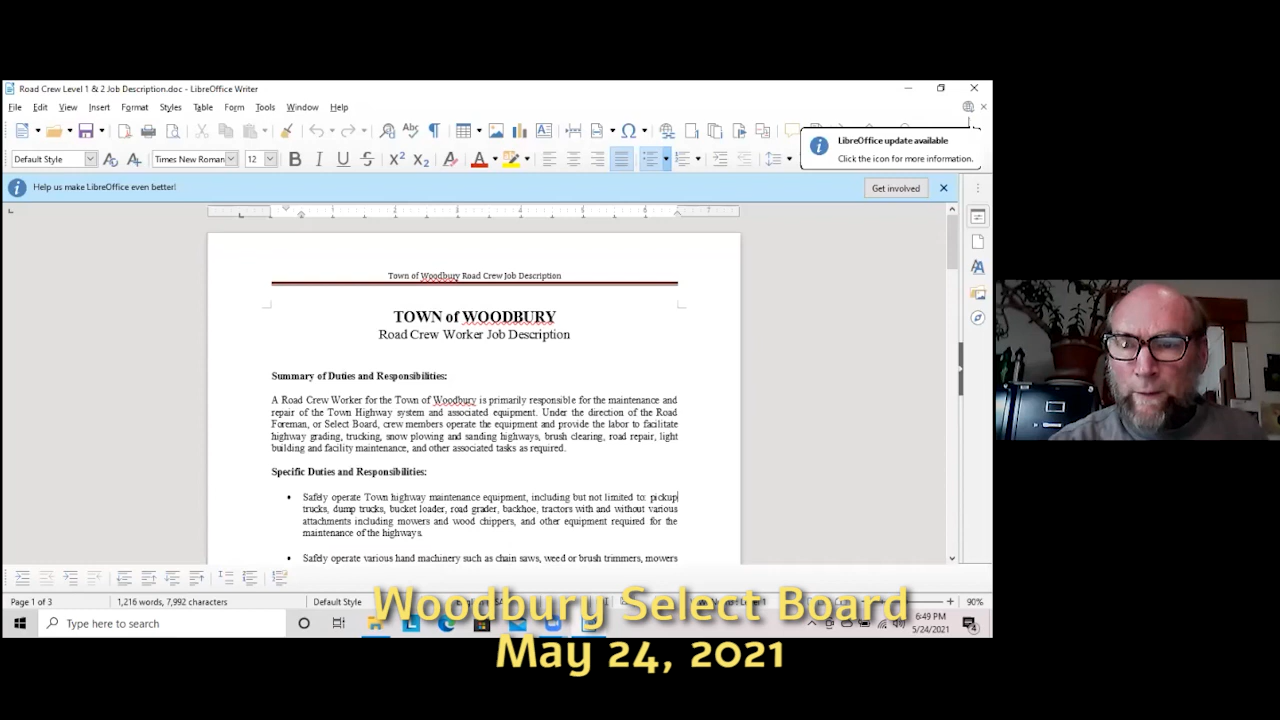 Road Crew Level 1 & 2 Job Description.doc - LibreOffice Writer
File Edit View Insert Format Styles Table Form Tools Window Help
LibreOffice update available
Click the icon for more information.
Default Style Times New Roman 12
Help us make LibreOffice even better! Get involved
1 2 3 4 5 6 7
Town of Woodbury Road Crew Job Description
TOWN of WOODBURY
Road Crew Worker Job Description
Summary of Duties and Responsibilities:
A Road Crew Worker for the Town of Woodbury is primarily responsible for the maintenance and
repair of the Town Highway system and associated equipment. Under the direction of the Road
Foreman, or Select Board, crew members operate the equipment and provide the labor to facilitate
highway grading, trucking, snow plowing and sanding highways, brush clearing, road repair, light
building and facility maintenance, and other associated tasks as required.
Specific Duties and Responsibilities:
• Safely operate Town highway maintenance equipment, including but not limited to: pickup
trucks, dump trucks, bucket loader, road grader, backhoe, tractors with and without various
attachments including mowers and wood chippers, and other equipment required for the
maintenance of the highways.
• Safely operate various hand machinery such as chain saws, weed or brush trimmers, mowers
Page 1 of 3 1,216 words, 7,992 characters Default Style 90%
Type here to search 6:49 PM
5/24/2021
Woodbury Select Board
May 24, 2021